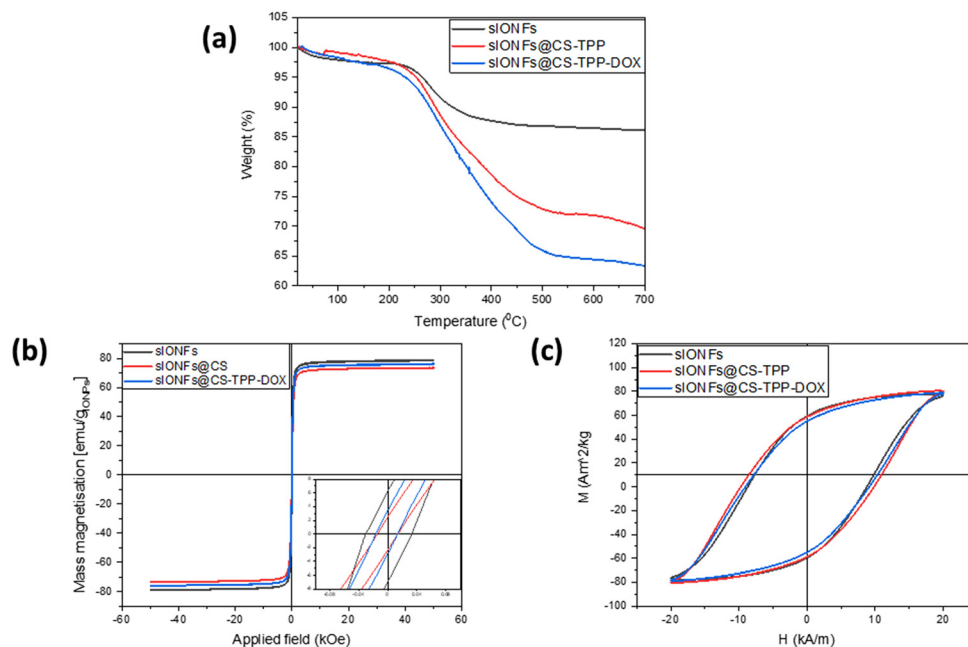 (a)
105
100
95
90
85
80
75
70
65
60
Weight (%)
sIONFs
sIONFs@CS-TPP
sIONFs@CS-TPP-DOX
100 200 300 400 500 600 700
Temperature (⁰C)
(b)
sIONFs
sIONFs@CS
sIONFs@CS-TPP-DOX
80
60
40
20
0
-20
-40
-60
-80
Mass magnetisation [emu/gIONPs]
-60 -40 -20 0 20 40 60
Applied field (kOe)
(c)
sIONFs
sIONFs@CS-TPP
sIONFs@CS-TPP-DOX
120
100
80
60
40
20
0
-20
-40
-60
-80
-100
M (Am^2/kg
-20 -10 0 10 20
H (kA/m)